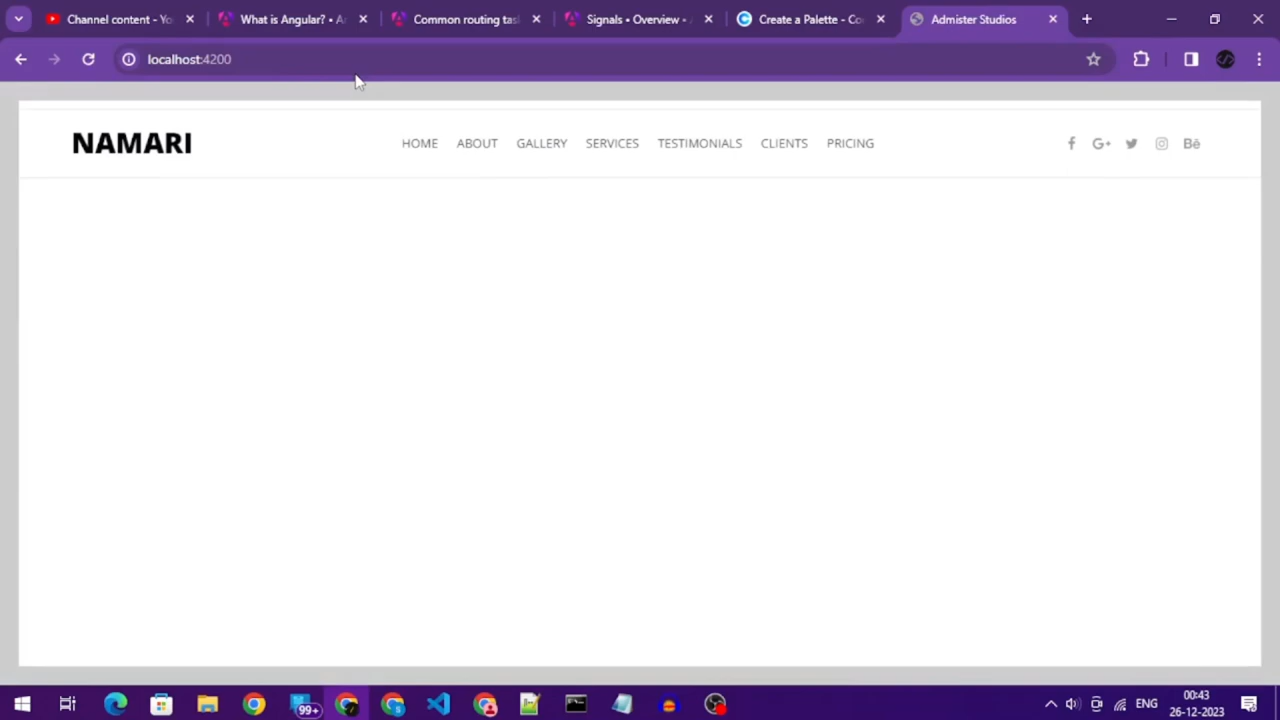 Channel content - Yo
What is Angular? • A
Common routing tas
Signals • Overview •
Create a Palette - Co
Admister Studios
localhost:4200
NAMARI
HOME ABOUT GALLERY SERVICES TESTIMONIALS CLIENTS PRICING
f G+ Bē
99+
ENG
00:43
26-12-2023